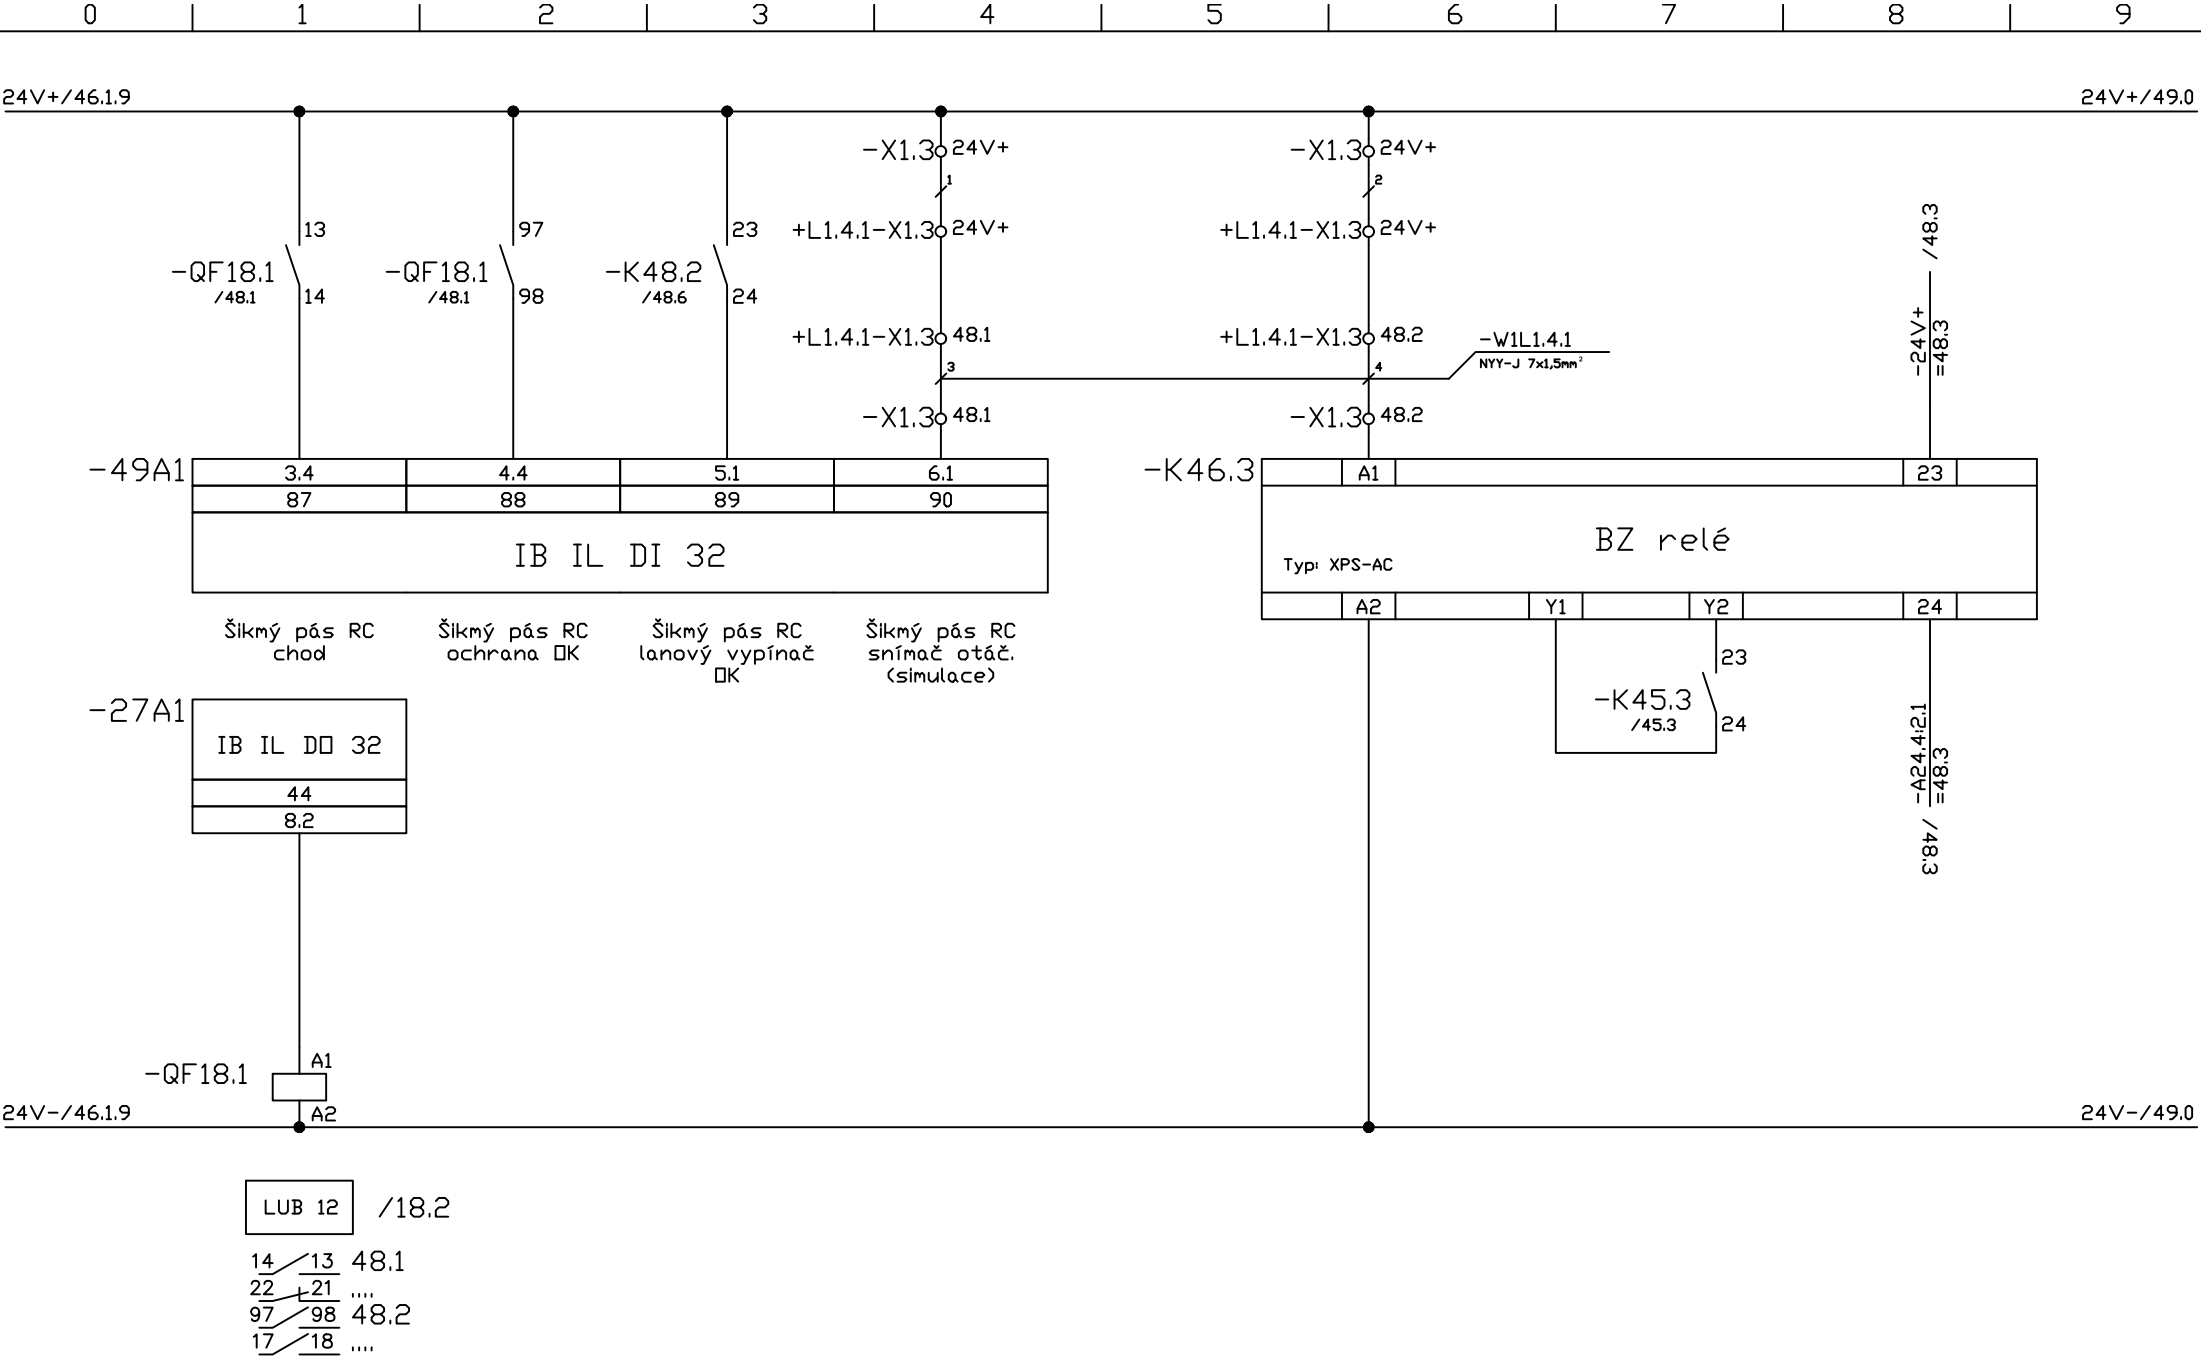 0 1 2 3 4 5 6 7 8 9
24V+/46.1.9 24V+/49.0
-X1.3 24V+ -X1.3 24V+
1 2
+L1.4.1-X1.3 24V+ +L1.4.1-X1.3 24V+
/48.3
13 97 23
-QF18.1 -QF18.1 -K48.2
/48.1 /48.1 /48.6
14 98 24
+L1.4.1-X1.3 48.1 +L1.4.1-X1.3 48.2
-W1L1.4.1
NYY-J 7x1,5mm²
3 4
-24V+
=48.3
-X1.3 48.1 -X1.3 48.2
-49A1 3.4 4.4 5.1 6.1
87 88 89 90
IB IL DI 32
-K46.3 A1 23
BZ relé
Typ: XPS-AC
A2 Y1 Y2 24
Šikmý pás RC
chod
Šikmý pás RC
ochrana OK
Šikmý pás RC
lanový vypínač
OK
Šikmý pás RC
snímač otáč.
(simulace)
23
-K45.3
/45.3
24
-A24.4:2.1
=48.3
/48.3
-27A1
IB IL DO 32
44
8.2
-QF18.1 A1
A2
24V-/46.1.9 24V-/49.0
LUB 12 /18.2
14 13 48.1
22 21 ....
97 98 48.2
17 18 ....